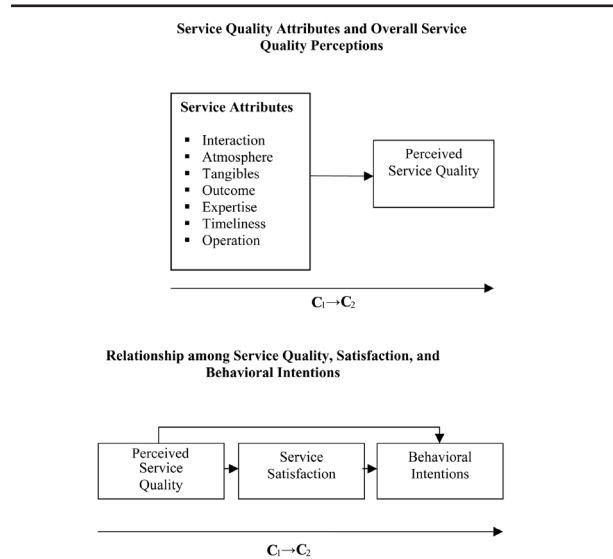 Service Quality Attributes and Overall Service
Quality Perceptions
Service Attributes
▪ Interaction
▪ Atmosphere
▪ Tangibles
▪ Outcome
▪ Expertise
▪ Timeliness
▪ Operation
Perceived
Service Quality
C₁→C₂
Relationship among Service Quality, Satisfaction, and
Behavioral Intentions
Perceived
Service
Quality
Service
Satisfaction
Behavioral
Intentions
C₁→C₂